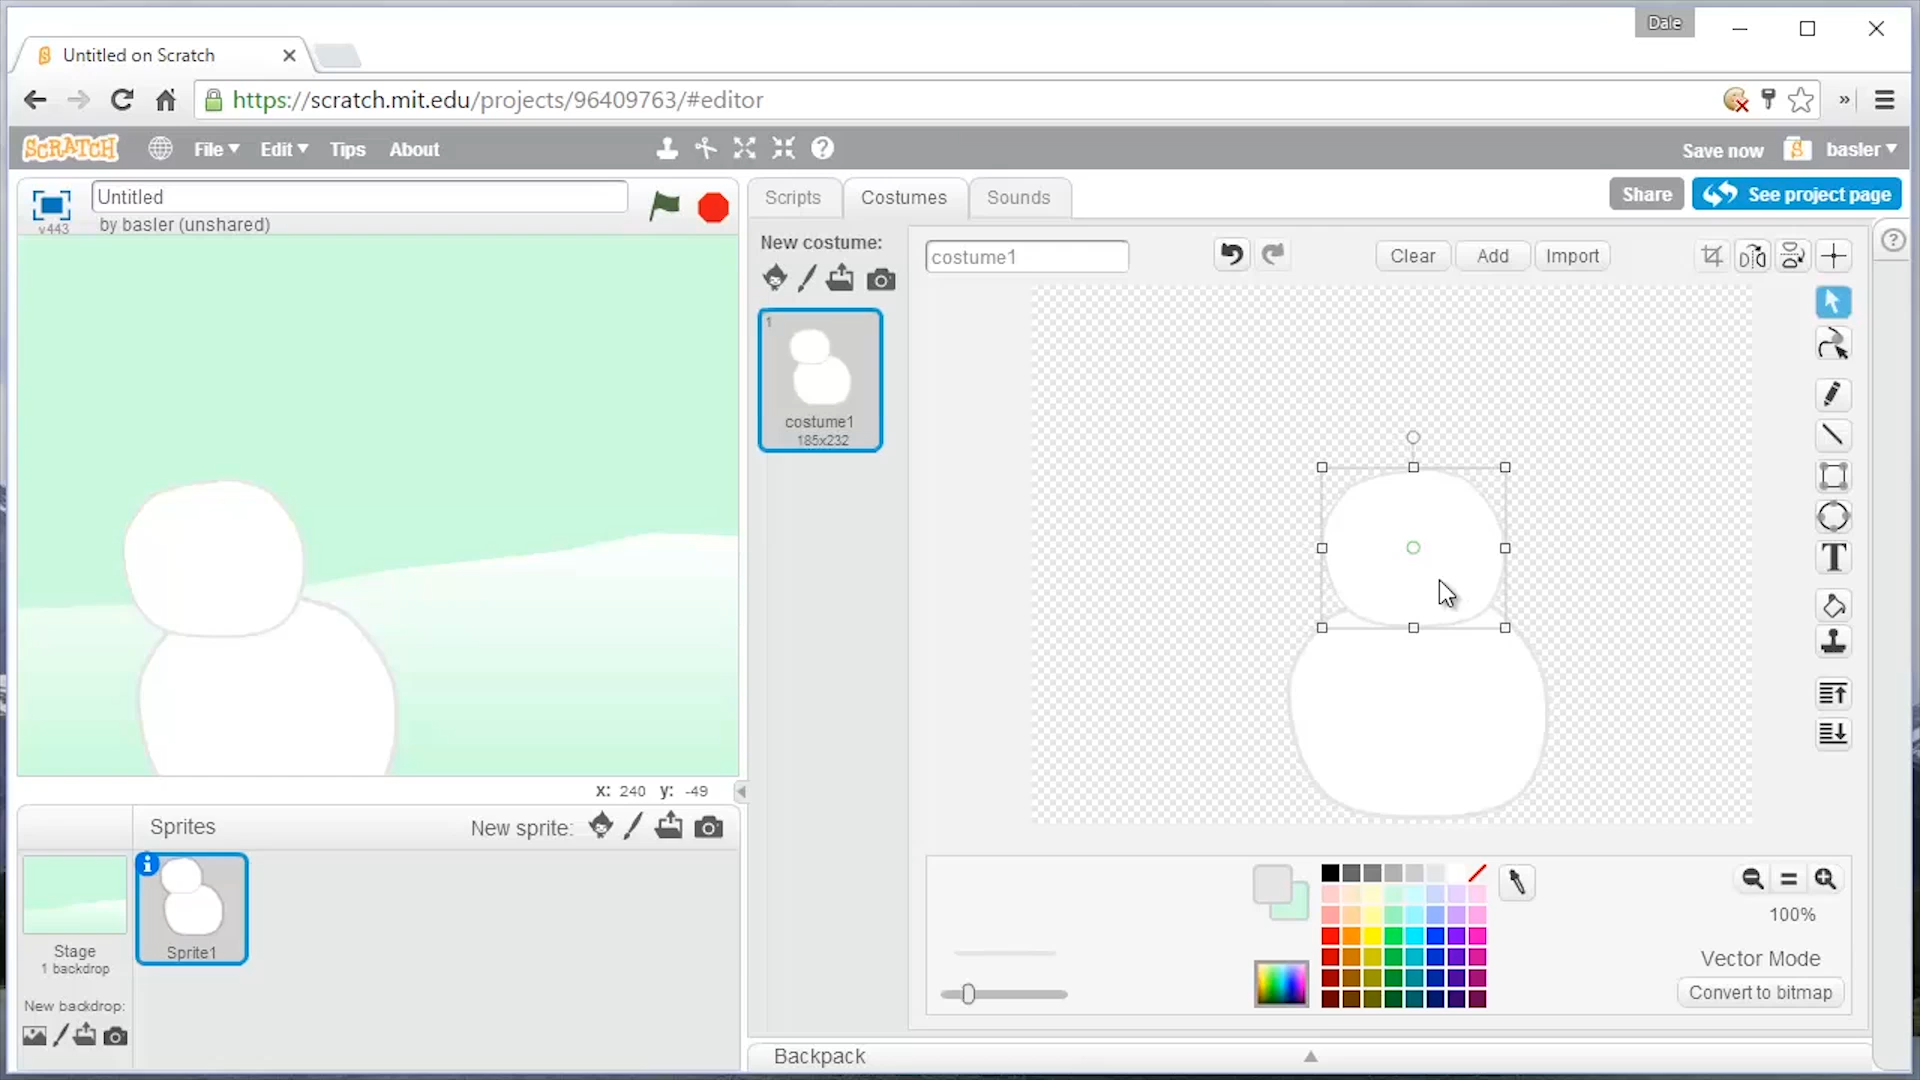 Dale
Untitled on Scratch
https://scratch.mit.edu/projects/96409763/#editor
SCRATCH File Edit Tips About Save now basler
Untitled
v443 by basler (unshared)
Scripts Costumes Sounds Share See project page
New costume:
costume1 Clear Add Import
1
costume1
185x232
T
x: 240 y: -49
Sprites New sprite:
Stage
1 backdrop
Sprite1
New backdrop:
100%
Vector Mode
Convert to bitmap
Backpack